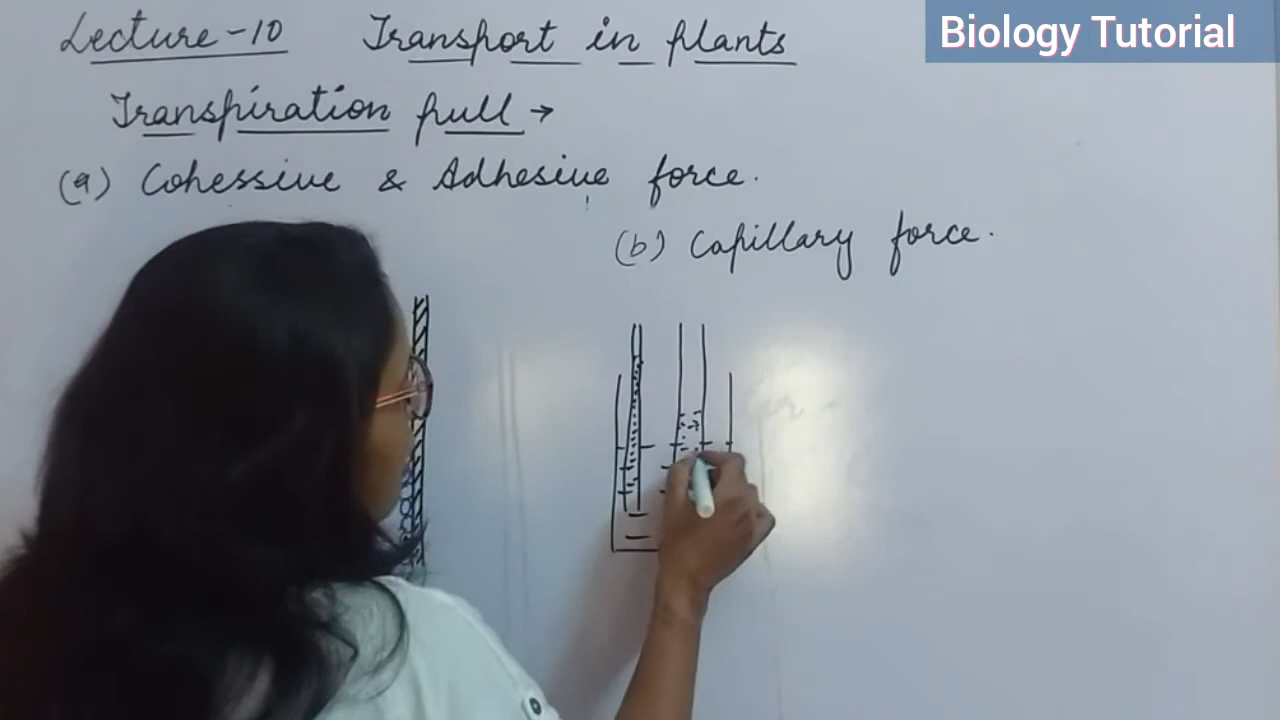 Lecture-10 Transport in plants
Biology Tutorial
Transpiration pull →
(a) Cohessive & Adhesive force.
(b) Capillary force.